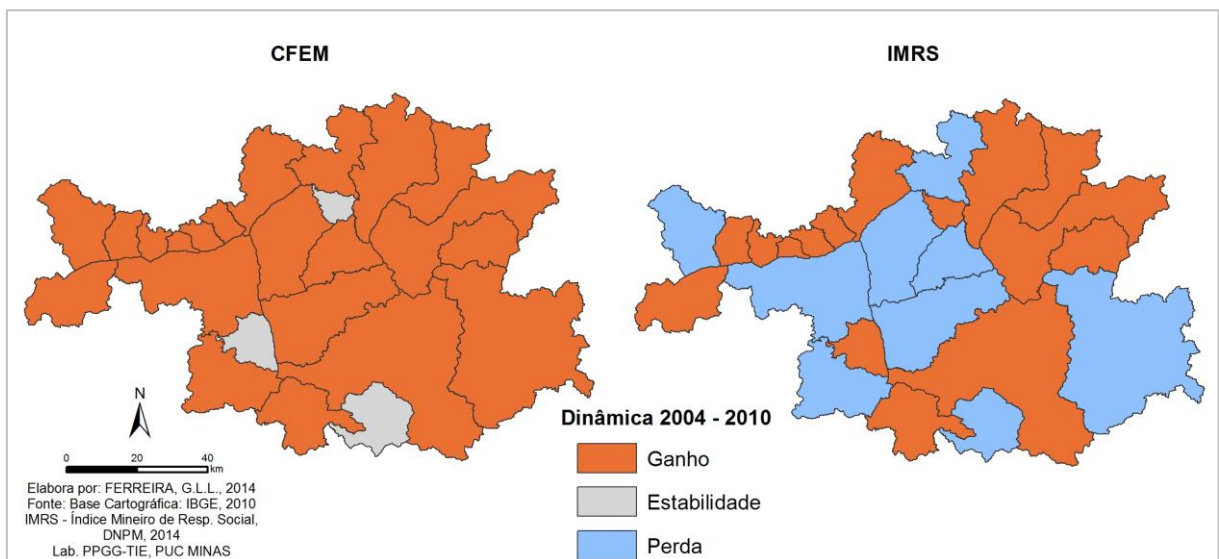 CFEM
IMRS
N
0 20 40
km
Elabora por: FERREIRA, G.L.L., 2014
Fonte: Base Cartográfica: IBGE, 2010
IMRS - Índice Mineiro de Resp. Social,
DNPM, 2014
Lab. PPGG-TIE, PUC MINAS
Dinâmica 2004 - 2010
Ganho
Estabilidade
Perda